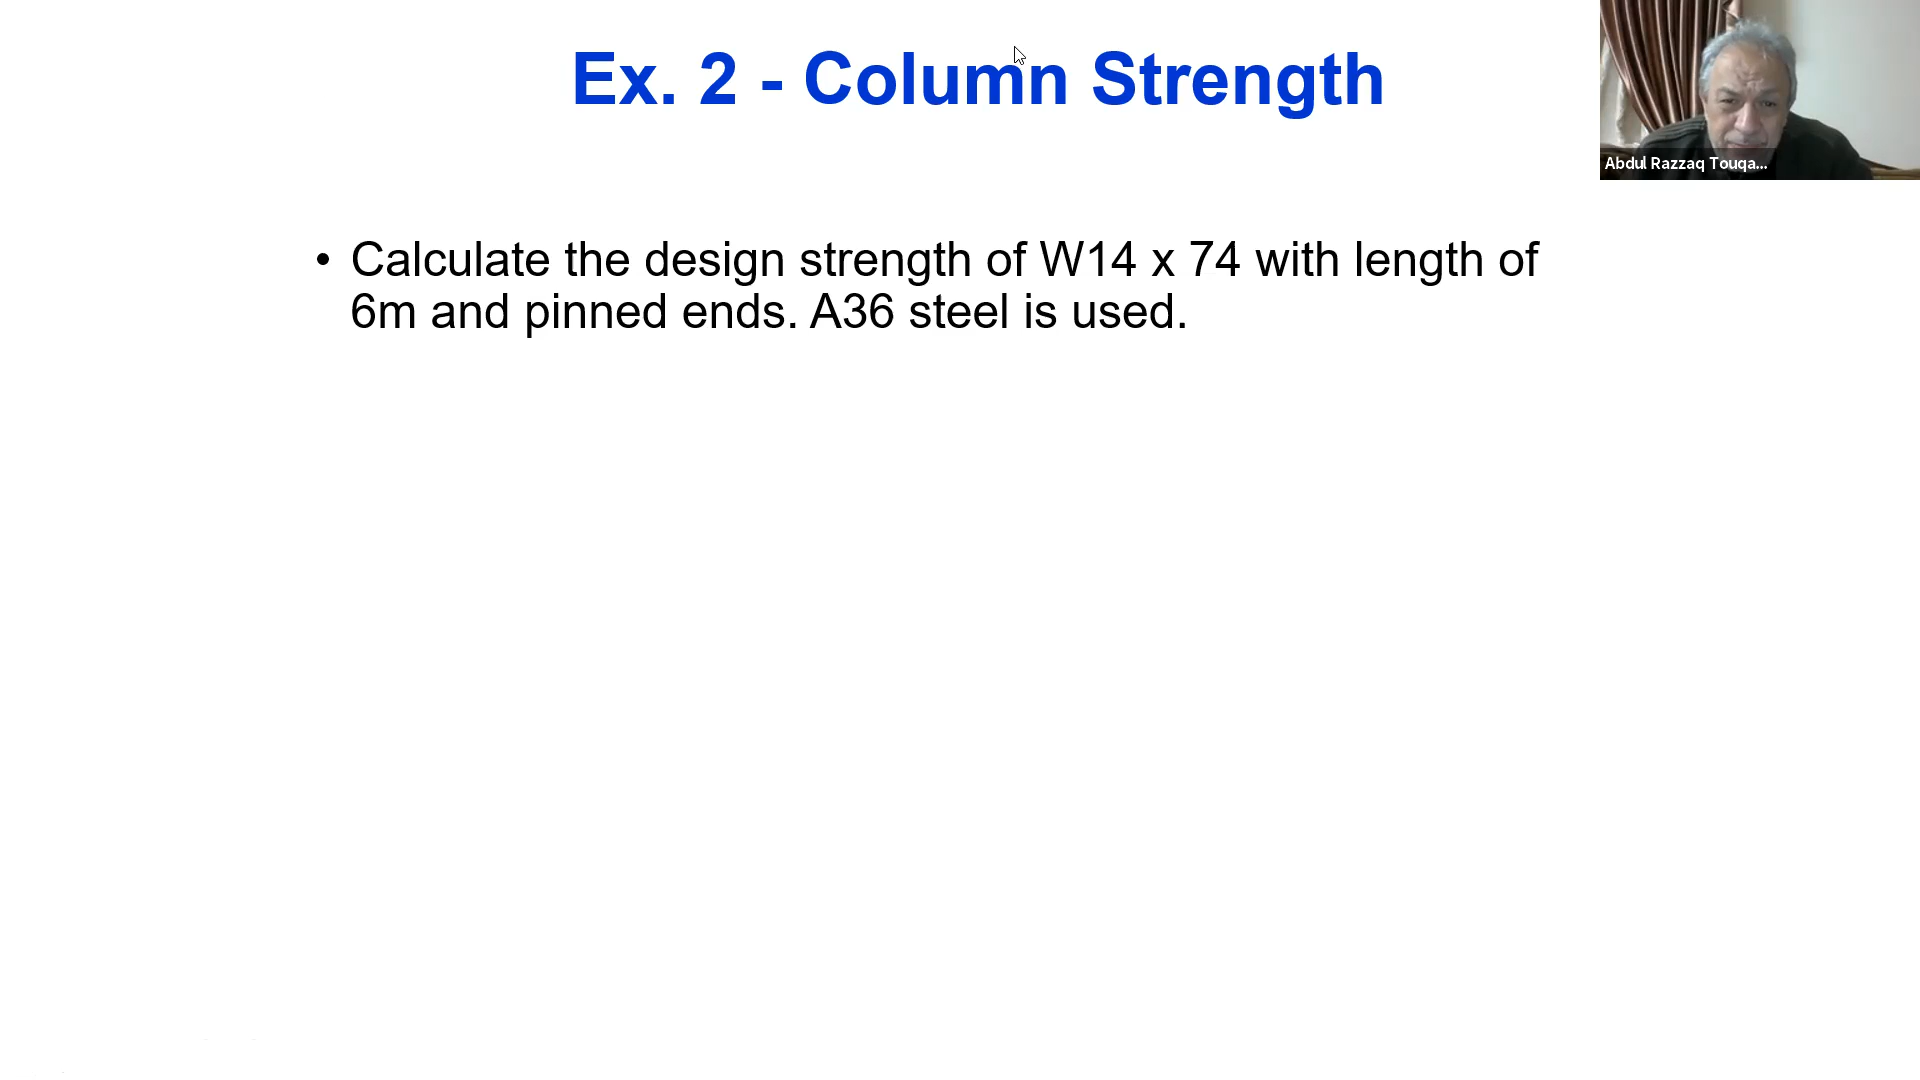 Ex. 2 - Column Strength
Abdul Razzaq Touqa...
• Calculate the design strength of W14 x 74 with length of
6m and pinned ends. A36 steel is used.